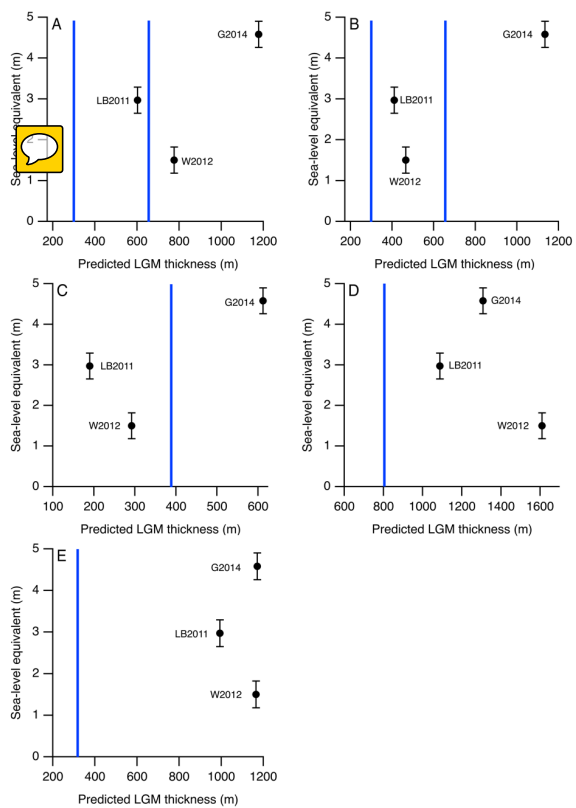 A
5
4
3
2
1
0
Sea-level equivalent (m)
G2014
LB2011
W2012
200 400 600 800 1000 1200
Predicted LGM thickness (m)
B
5
4
3
2
1
0
Sea-level equivalent (m)
G2014
LB2011
W2012
200 400 600 800 1000 1200
Predicted LGM thickness (m)
C
5
4
3
2
1
0
Sea-level equivalent (m)
G2014
LB2011
W2012
100 200 300 400 500 600
Predicted LGM thickness (m)
D
5
4
3
2
1
0
Sea-level equivalent (m)
G2014
LB2011
W2012
600 800 1000 1200 1400 1600
Predicted LGM thickness (m)
E
5
4
3
2
1
0
Sea-level equivalent (m)
G2014
LB2011
W2012
200 400 600 800 1000 1200
Predicted LGM thickness (m)